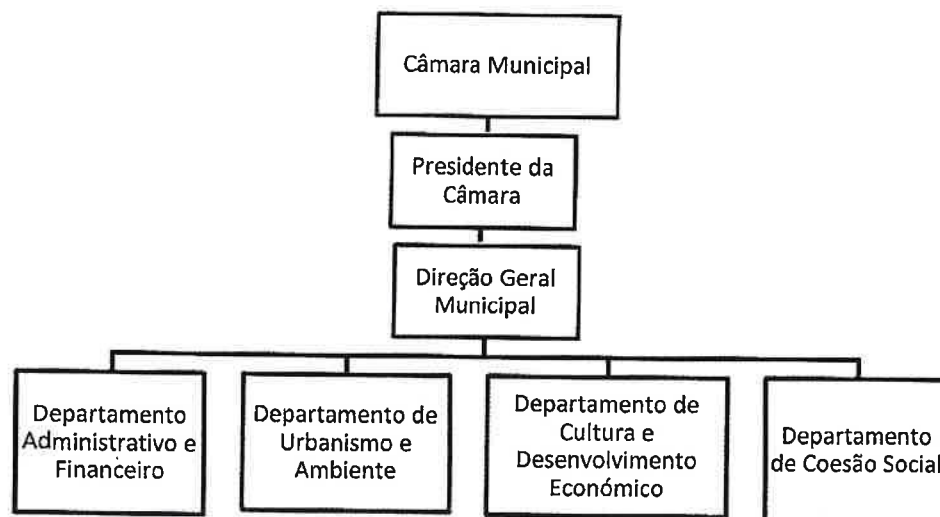 Câmara Municipal
Presidente da
Câmara
Direção Geral
Municipal
Departamento
Administrativo e
Financeiro
Departamento de
Urbanismo e
Ambiente
Departamento de
Cultura e
Desenvolvimento
Económico
Departamento
de Coesão Social